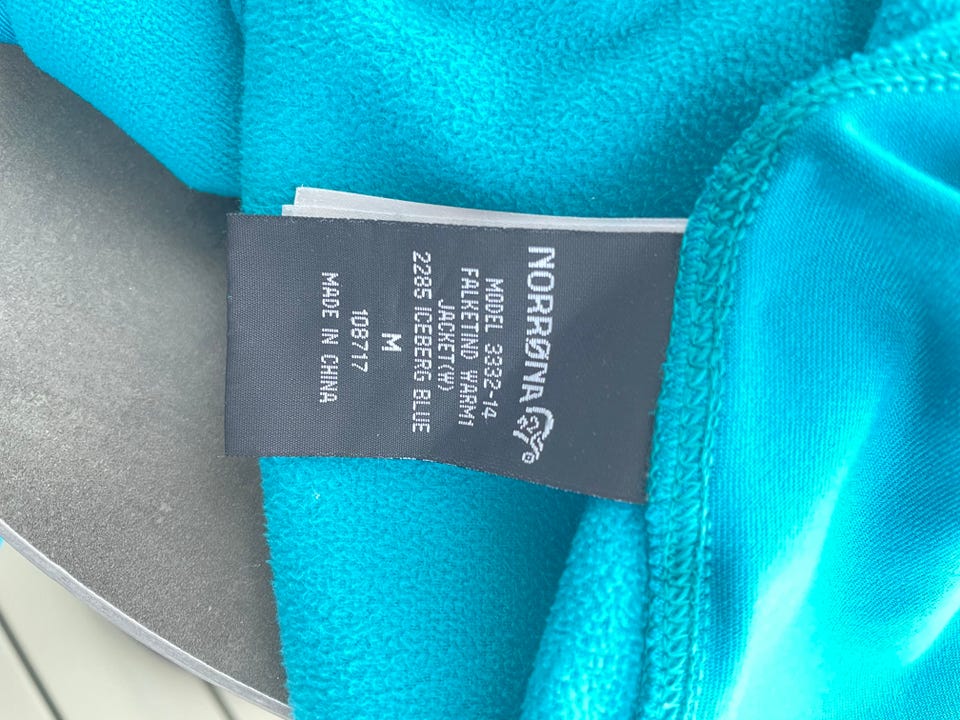 NORRØNA
MODEL 3332-14
FALKETIND WARM1
JACKET(W)
2285 ICEBERG BLUE
M
108717
MADE IN CHINA